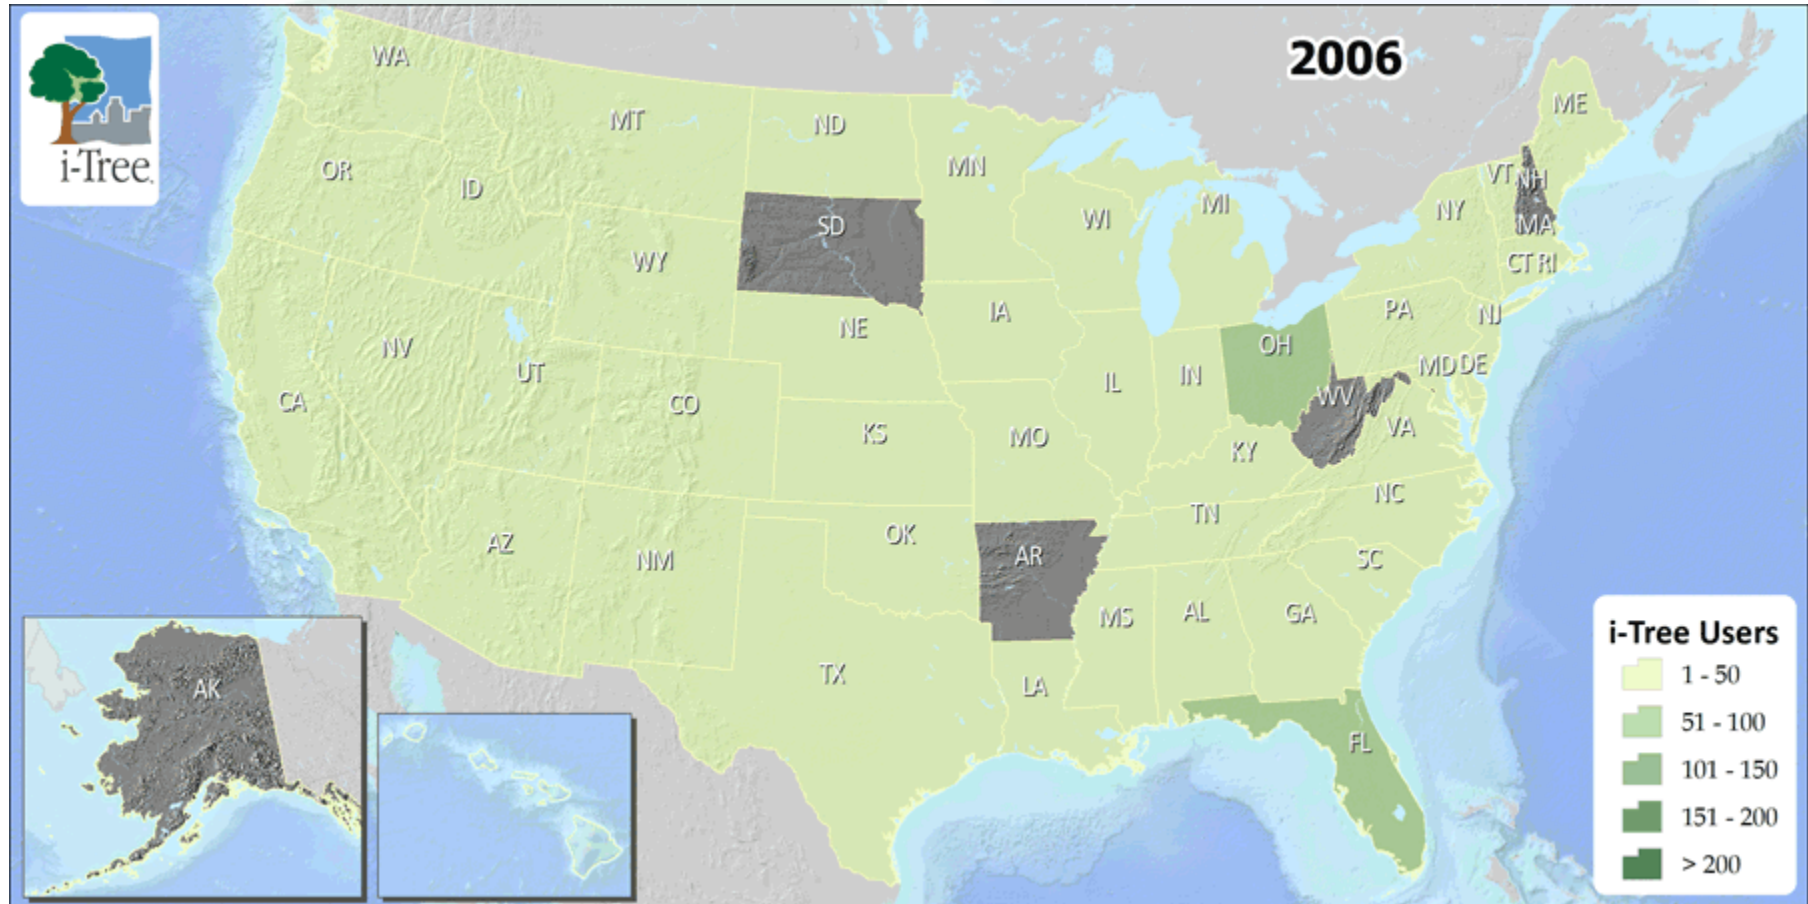 2006
i-Tree
WA
MT
ND
MN
ME
OR
ID
SD
WI
MI
VT NH
NY
MA
WY
CT RI
NE
IA
PA
NJ
NV
UT
OH
MD DE
CA
CO
IL
IN
WV
KS
MO
KY
VA
NC
AZ
NM
OK
AR
TN
SC
MS
AL
GA
TX
LA
AK
FL
i-Tree Users
1 - 50
51 - 100
101 - 150
151 - 200
> 200